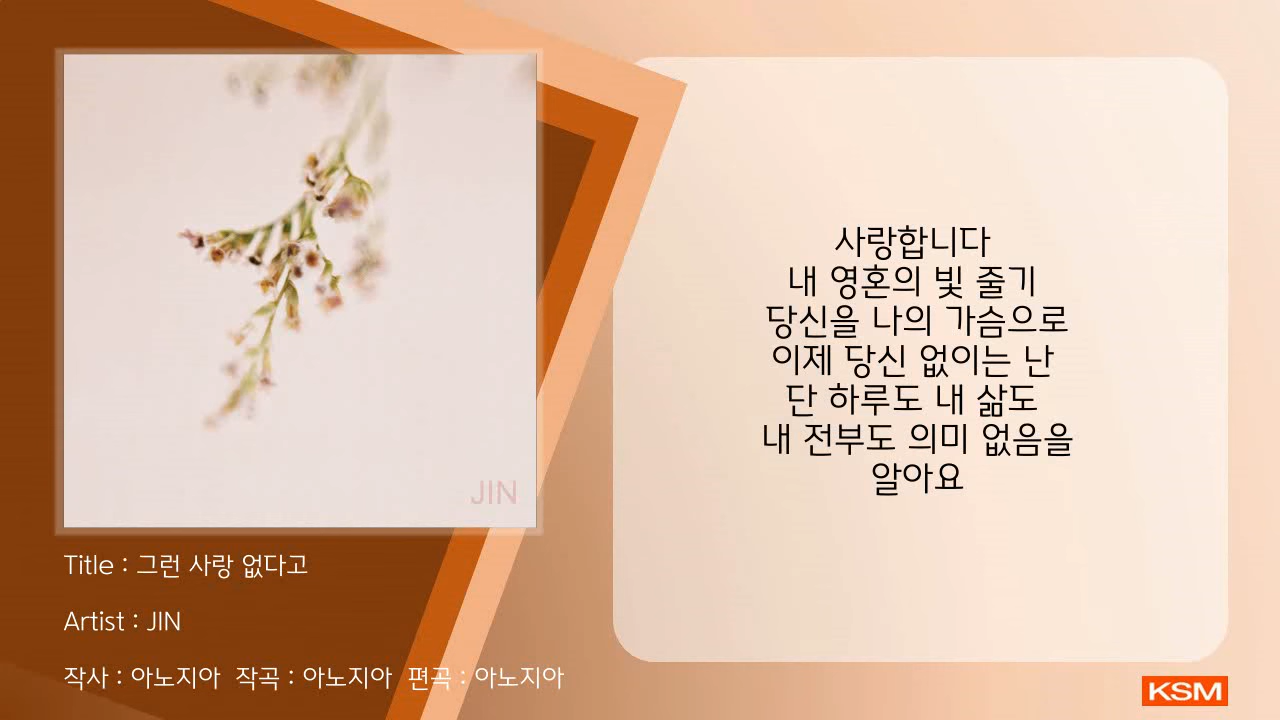 JIN
Title : 그런 사랑 없다고
Artist : JIN
작사 : 아노지아 작곡 : 아노지아 편곡 : 아노지아
사랑합니다
내 영혼의 빛 줄기
당신을 나의 가슴으로
이제 당신 없이는 난
단 하루도 내 삶도
내 전부도 의미 없음을
알아요
KSM